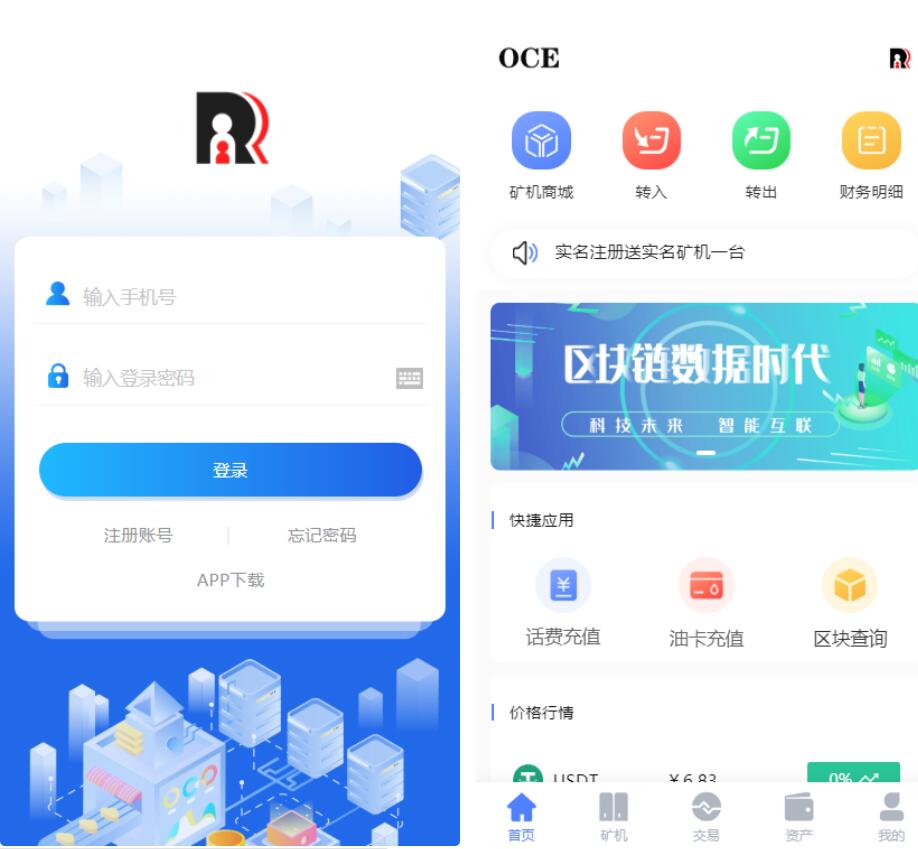 输入手机号
输入登录密码
登录
注册账号
忘记密码
APP下载
OCE
矿机商城
转入
转出
财务明细
实名注册送实名矿机一台
区块链数据时代
科技未来 智能互联
快捷应用
话费充值
油卡充值
区块查询
价格行情
USDT ¥6.83 0%
首页
矿机
交易
资产
我的